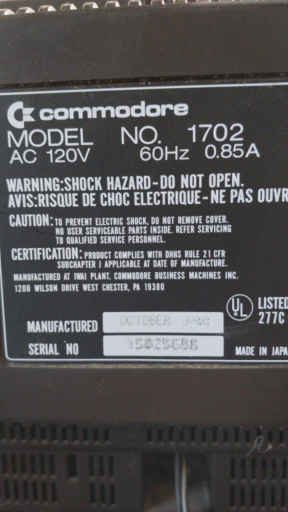 commodore
MODEL NO. 1702
AC 120V 60Hz 0.85A
WARNING:SHOCK HAZARD-DO NOT OPEN.
AVIS:RISQUE DE CHOC ELECTRIQUE-NE PAS OUVR
CAUTION: TO PREVENT ELECTRIC SHOCK, DO NOT REMOVE COVER.
NO USER SERVICEABLE PARTS INSIDE. REFER SERVICING
TO QUALIFIED SERVICE PERSONNEL.
CERTIFICATION: PRODUCT COMPLIES WITH DHHS RULE 21 CFR
SUBCHAPTER J APPLICABLE AT DATE OF MANUFACTURE.
MANUFACTURED AT IWAI PLANT. COMMODORE BUSINESS MACHINES INC.
1200 WILSON DRIVE WEST CHESTER, PA 19380
UL LISTED
277C
MANUFACTURED OCTOBER
SERIAL NO
MADE IN JAPA